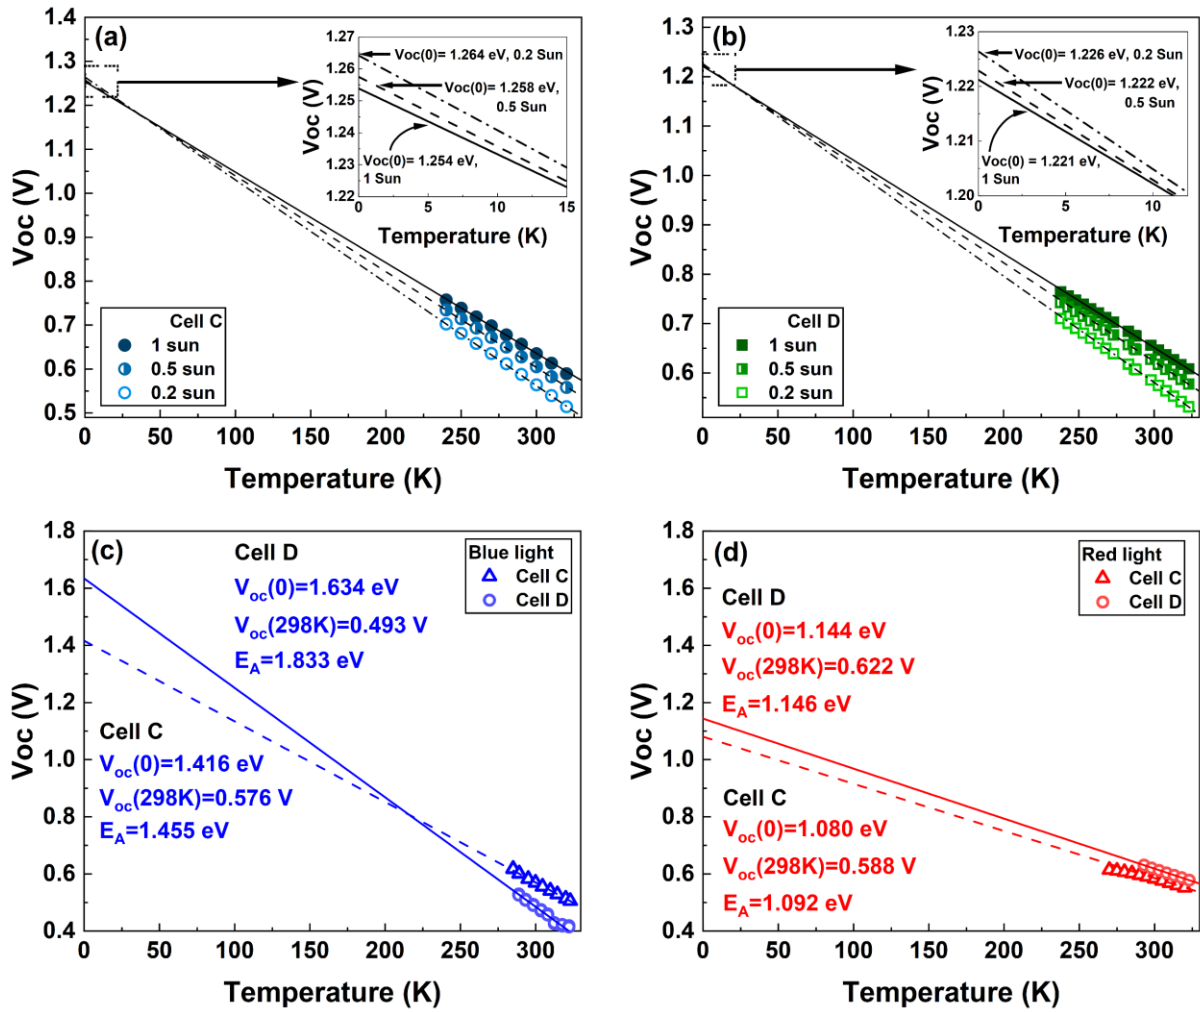 (a)
Voc (V)
1.4
1.3
1.2
1.1
1.0
0.9
0.8
0.7
0.6
0.5
0
50
100
150
200
250
300
Temperature (K)
Cell C
1 sun
0.5 sun
0.2 sun
Voc (V)
1.27
1.26
1.25
1.24
1.23
1.22
0
5
10
15
Temperature (K)
Voc(0)= 1.264 eV, 0.2 Sun
Voc(0)= 1.258 eV,
0.5 Sun
Voc(0)= 1.254 eV,
1 Sun
(b)
Voc (V)
1.3
1.2
1.1
1.0
0.9
0.8
0.7
0.6
0
50
100
150
200
250
300
Temperature (K)
Cell D
1 sun
0.5 sun
0.2 sun
Voc (V)
1.23
1.22
1.21
1.20
0
5
10
Temperature (K)
Voc(0)= 1.226 eV, 0.2 Sun
Voc(0)= 1.222 eV,
0.5 Sun
Voc(0)= 1.221 eV,
1 Sun
(c)
Voc (V)
1.8
1.6
1.4
1.2
1.0
0.8
0.6
0.4
0
50
100
150
200
250
300
Temperature (K)
Blue light
Cell C
Cell D
Cell D
Voc(0)=1.634 eV
Voc(298K)=0.493 V
EA=1.833 eV
Cell C
Voc(0)=1.416 eV
Voc(298K)=0.576 V
EA=1.455 eV
(d)
Voc (V)
1.8
1.6
1.4
1.2
1.0
0.8
0.6
0.4
0
50
100
150
200
250
300
Temperature (K)
Red light
Cell C
Cell D
Cell D
Voc(0)=1.144 eV
Voc(298K)=0.622 V
EA=1.146 eV
Cell C
Voc(0)=1.080 eV
Voc(298K)=0.588 V
EA=1.092 eV